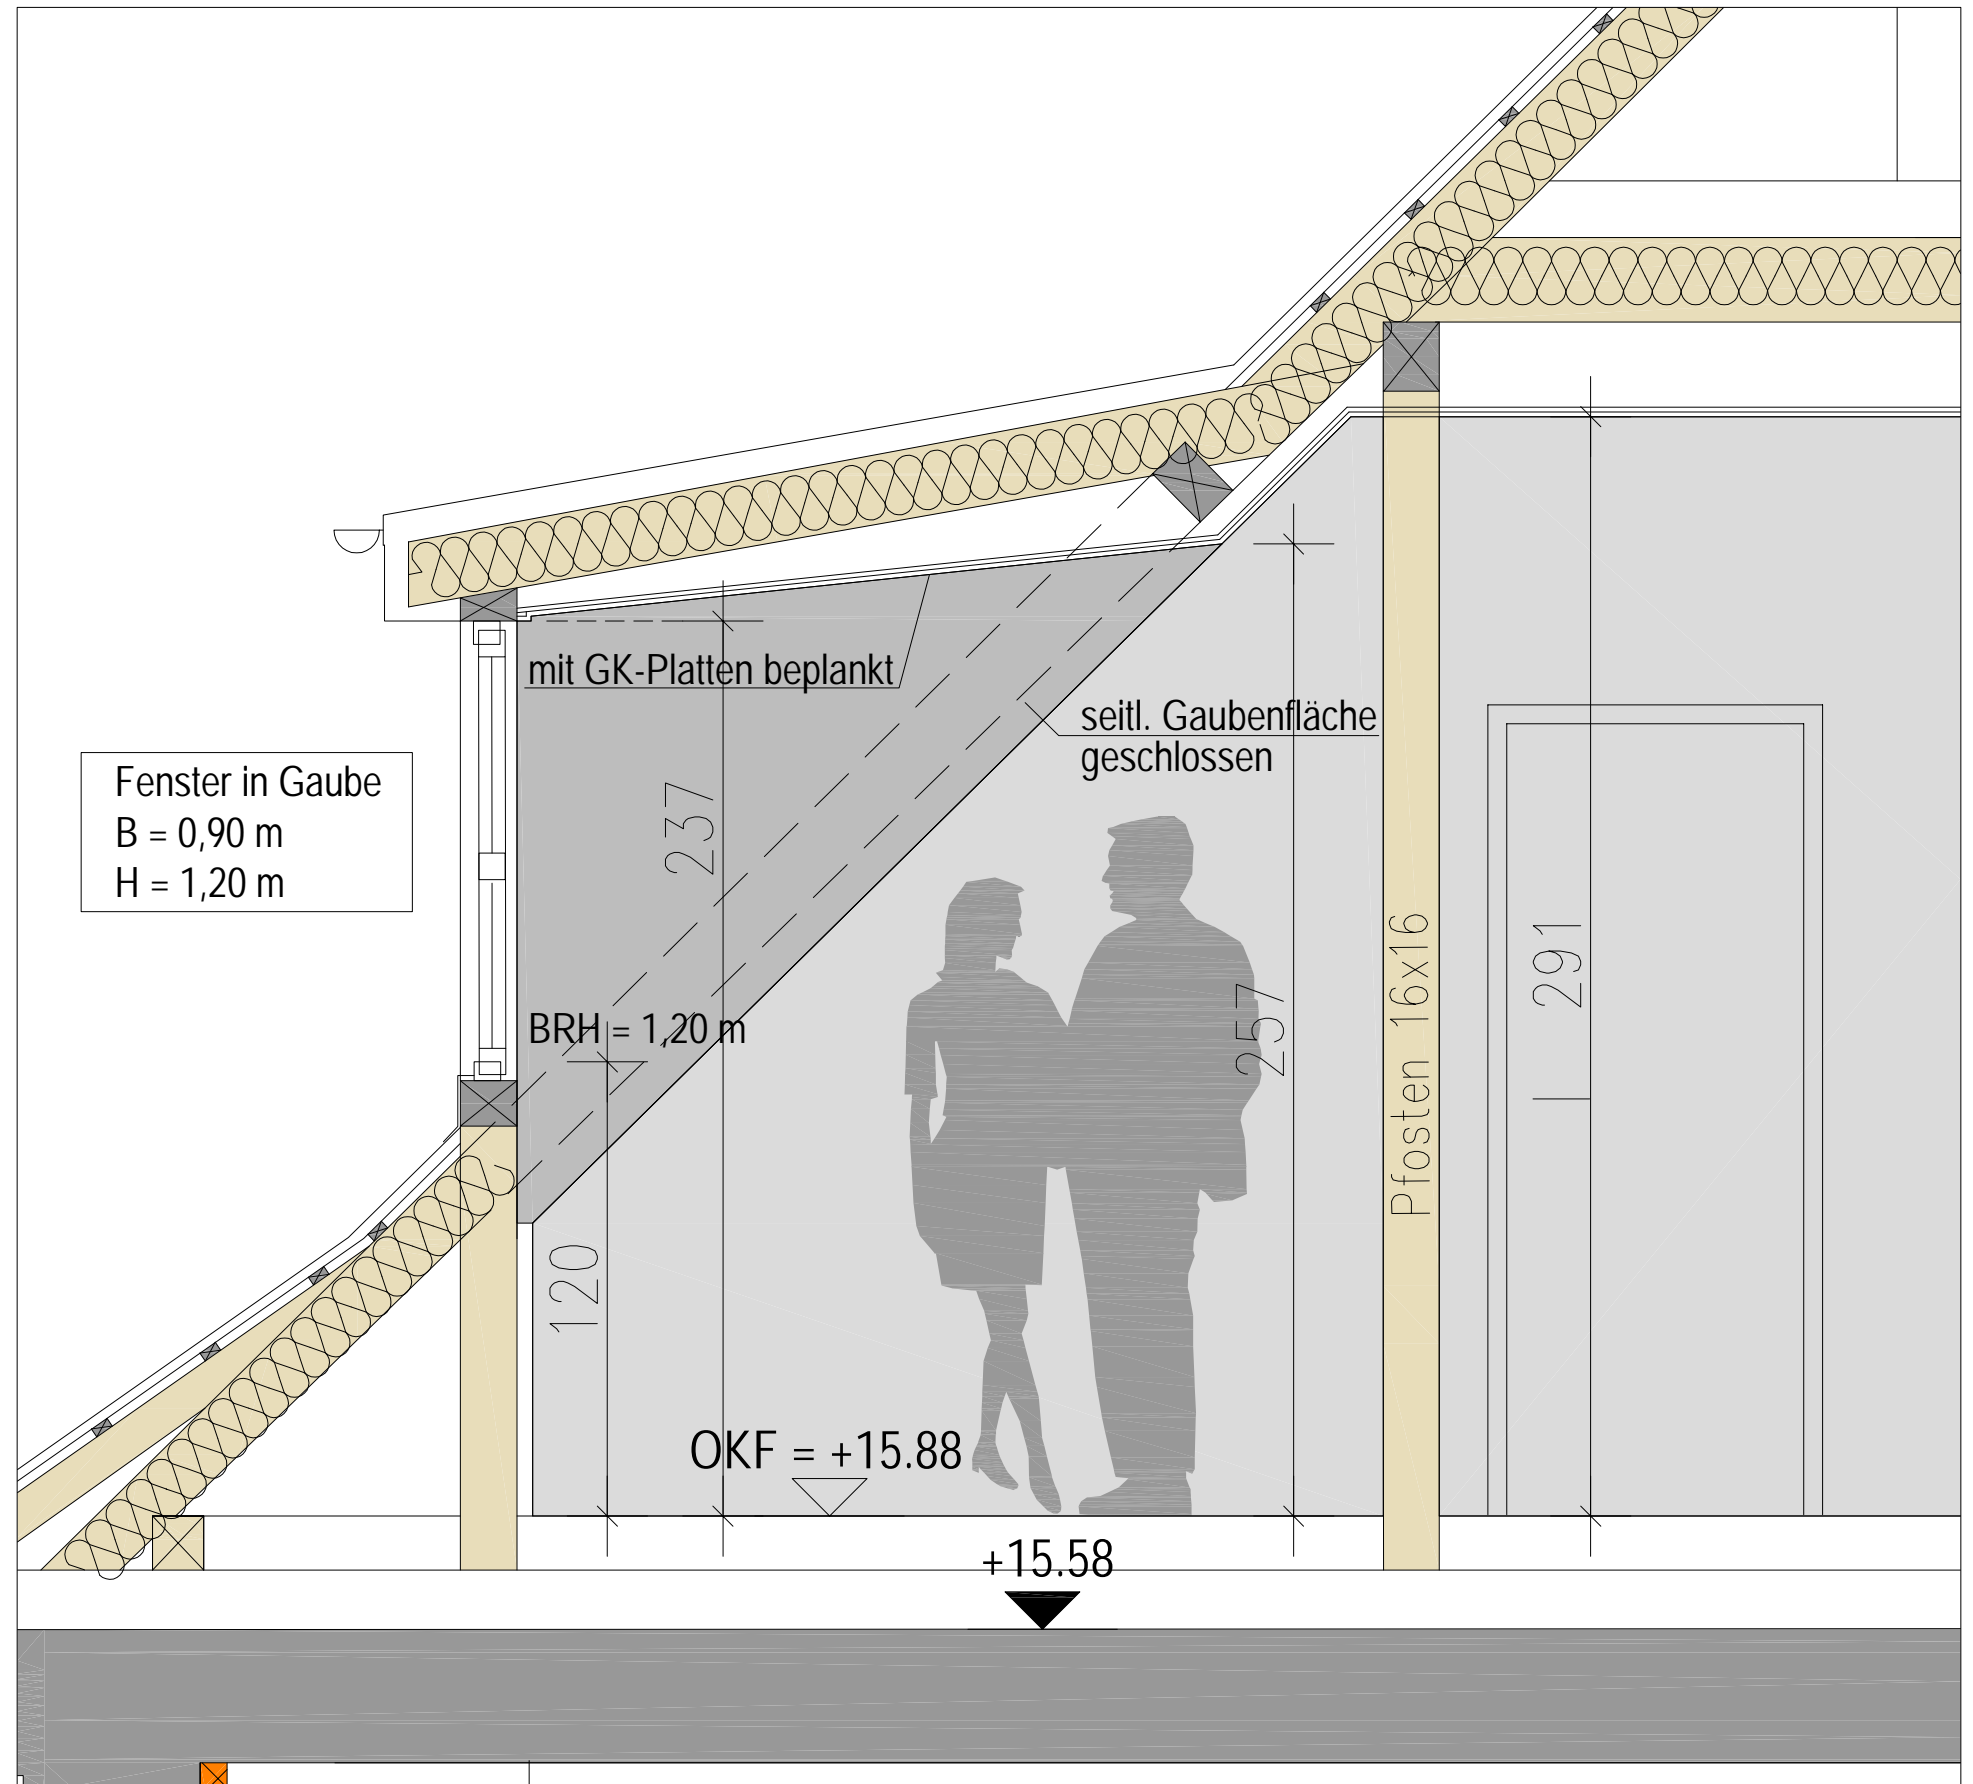 mit GK-Platten beplankt
seitl. Gaubenfläche
geschlossen
Fenster in Gaube
B = 0,90 m
H = 1,20 m
237
BRH = 1,20 m
257
Pfosten 16x16
291
120
OKF = +15.88
+15.58